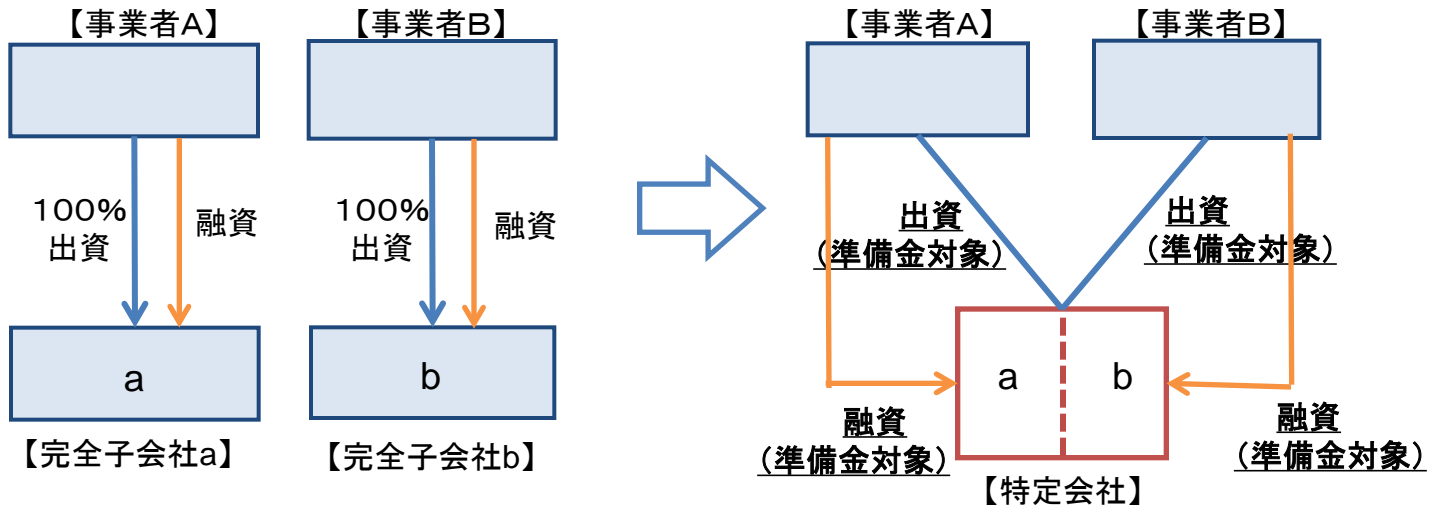 【事業者A】
【事業者B】
100%
出資
融資
100%
出資
融資
a
b
【完全子会社a】
【完全子会社b】
【事業者A】
【事業者B】
出資
(準備金対象)
出資
(準備金対象)
a
b
融資
(準備金対象)
融資
(準備金対象)
【特定会社】